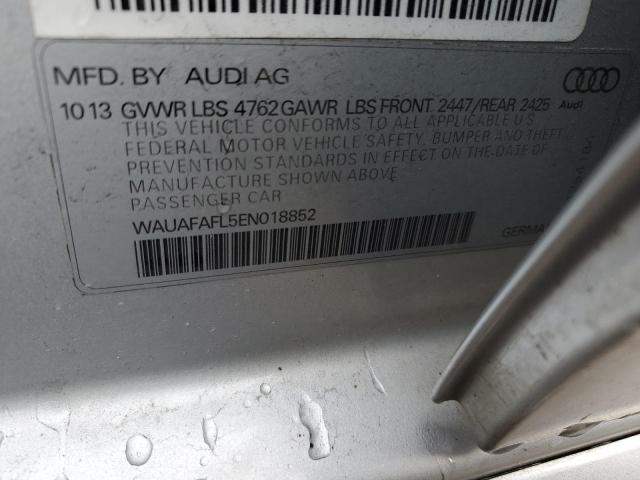 MFD. BY AUDI AG
10 13 GVWR LBS 4762 GAWR LBS FRONT 2447/REAR 2425 Audi
THIS VEHICLE CONFORMS TO ALL APPLICABLE U.S.
FEDERAL MOTOR VEHICLE SAFETY, BUMPER AND THEFT
PREVENTION STANDARDS IN EFFECT ON THE DATE OF
MANUFACTURE SHOWN ABOVE
PASSENGER CAR
WAUAFAFL5EN018852